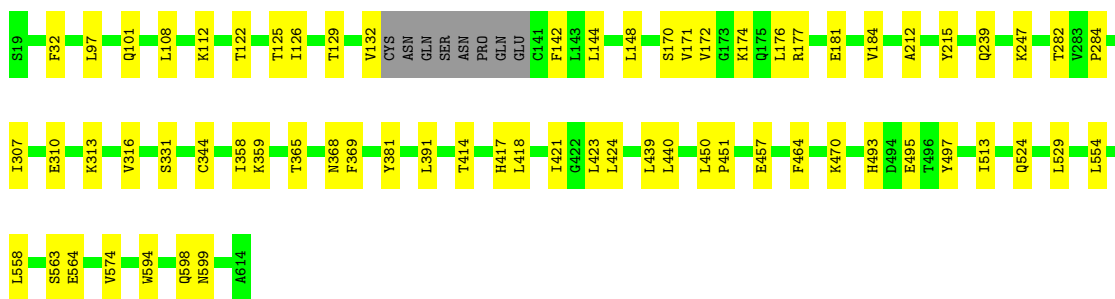 S19 F32 L97 Q101 L108 K112 T122 T125 I126 T129 V132 CYS ASN GLN SER ASN PRO GLN GLU C141 F142 L143 L144 L148 S170 V171 V172 G173 K174 Q175 L176 R177 E181 V184 A212 Y215 Q239 K247 T282 V283 P284
I307 E310 K313 V316 S331 C344 I358 K359 T365 N368 F369 Y381 L391 T414 H417 L418 I421 G422 L423 L424 L439 L440 L450 P451 E457 F464 K470 H493 D494 E495 T496 Y497 I513 Q524 L529 L554
L558 S563 E564 V574 W594 Q598 N599 A614